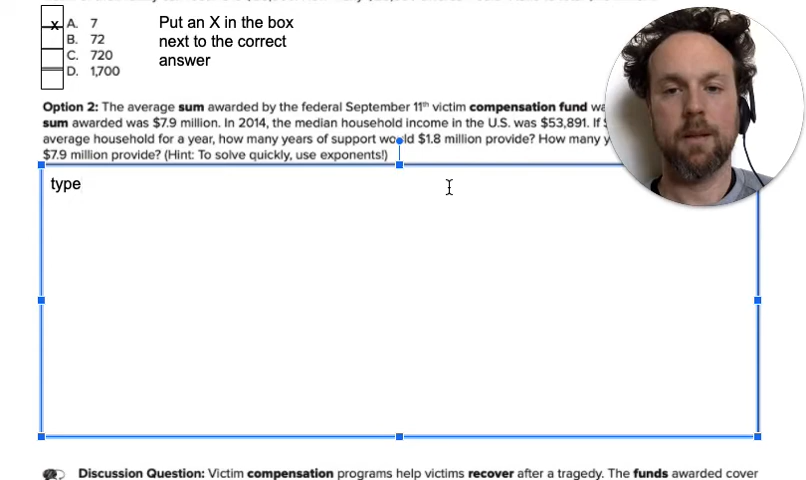 x A. 7
B. 72
C. 720
D. 1,700
Put an X in the box
next to the correct
answer
Option 2: The average sum awarded by the federal September 11th victim compensation fund
sum awarded was $7.9 million. In 2014, the median household income in the U.S. was $53,891. If
average household for a year, how many years of support would $1.8 million provide? How many
$7.9 million provide? (Hint: To solve quickly, use exponents!)
type
Discussion Question: Victim compensation programs help victims recover after a tragedy. The funds awarded cover